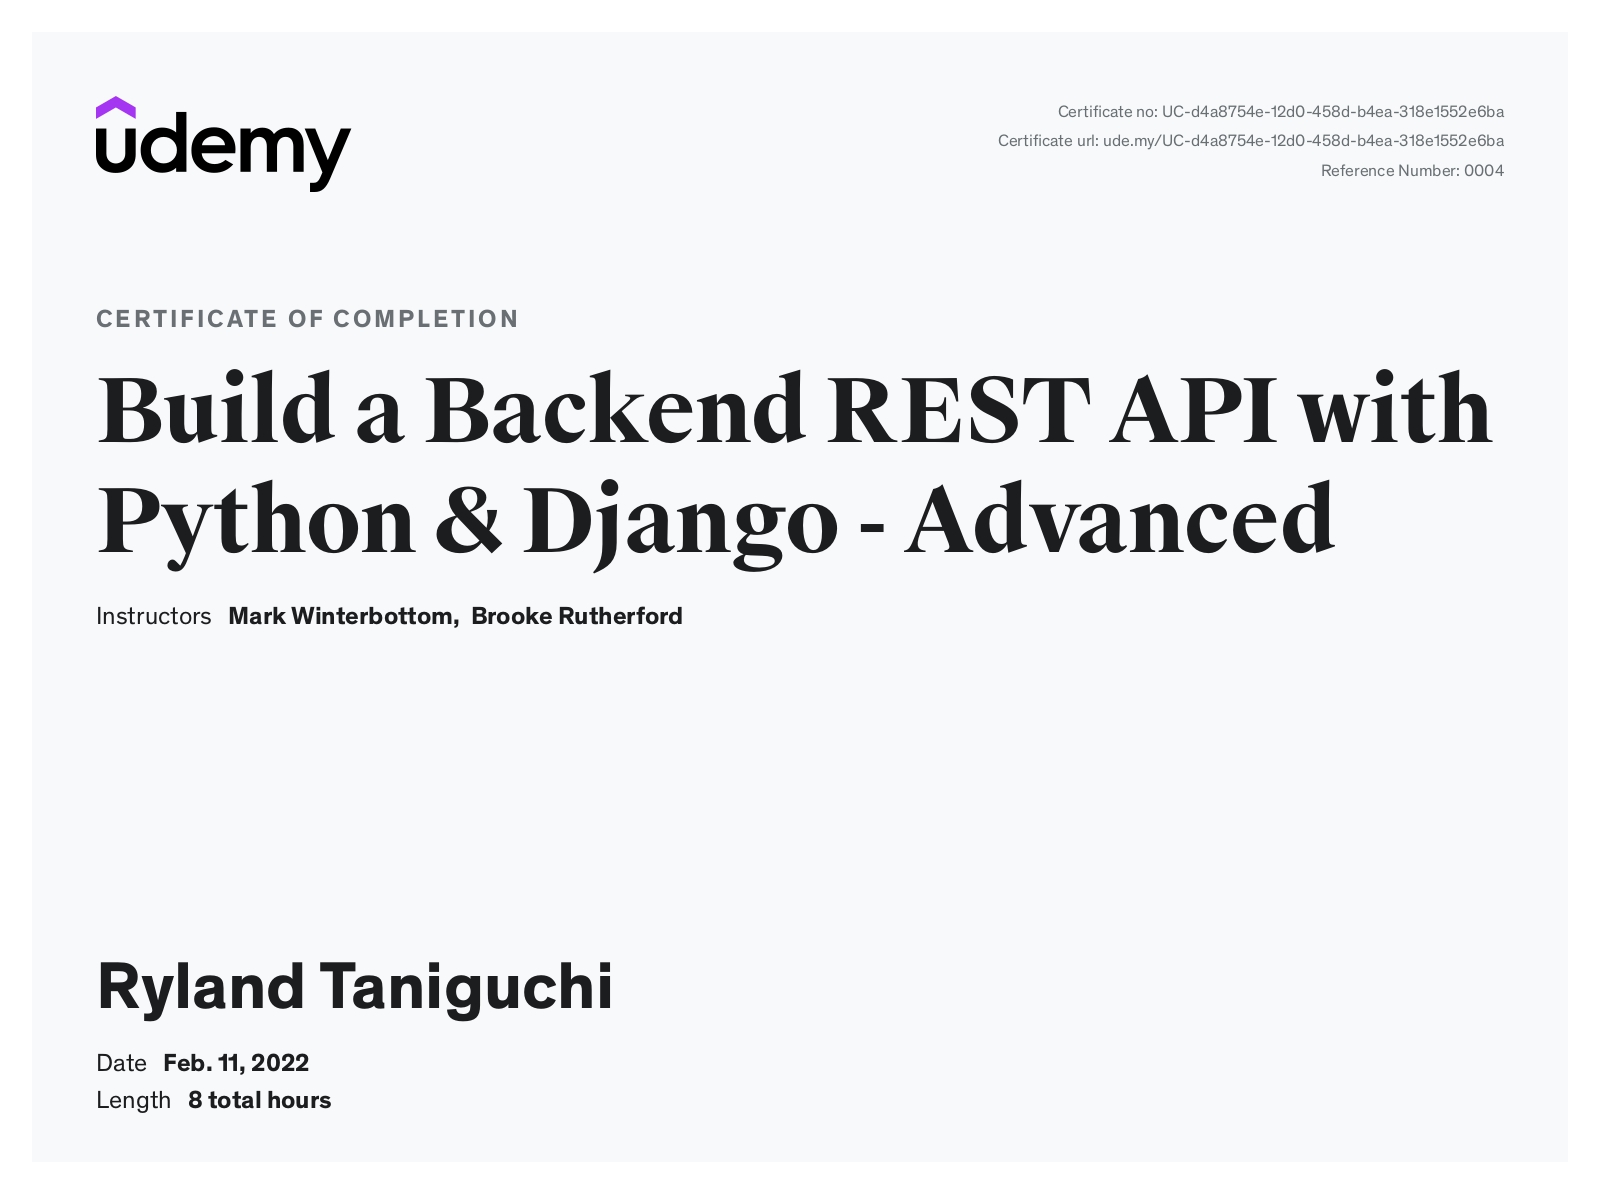 udemy
Certificate no: UC-d4a8754e-12d0-458d-b4ea-318e1552e6ba
Certificate url: ude.my/UC-d4a8754e-12d0-458d-b4ea-318e1552e6ba
Reference Number: 0004
CERTIFICATE OF COMPLETION
Build a Backend REST API with
Python & Django - Advanced
Instructors Mark Winterbottom, Brooke Rutherford
Ryland Taniguchi
Date Feb. 11, 2022
Length 8 total hours